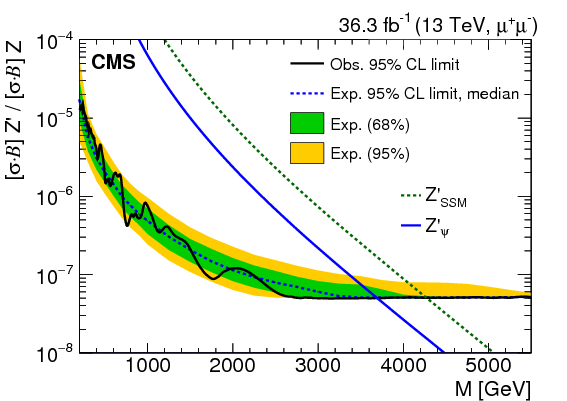 36.3 fb⁻¹ (13 TeV, μ⁺μ⁻)
[σ·B] Z' / [σ·B] Z
CMS
Obs. 95% CL limit
Exp. 95% CL limit, median
Exp. (68%)
Exp. (95%)
Z'SSM
Z'ψ
10⁻⁴
10⁻⁵
10⁻⁶
10⁻⁷
10⁻⁸
1000 2000 3000 4000 5000
M [GeV]